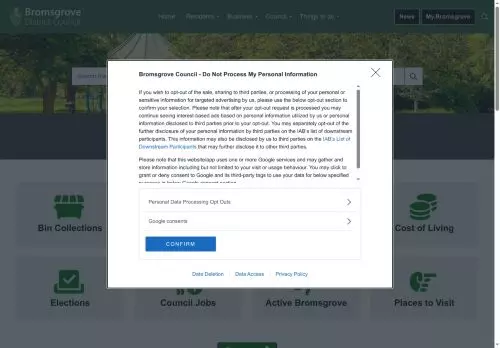 Bromsgrove
District Council
Home Residents Business Council Things to do
News
My Bromsgrove
Bromsgrove Council - Do Not Process My Personal Information
If you wish to opt-out of the sale, sharing to third parties, or processing of your personal or
sensitive information for targeted advertising by us, please use the below opt-out section to
confirm your selection. Please note that after your opt-out request is processed you may
continue seeing interest-based ads based on personal information utilized by us or personal
information disclosed to third parties prior to your opt-out. You may separately opt-out of the
further disclosure of your personal information by third parties on the IAB's list of downstream
participants. This information may also be disclosed by us to third parties on the IAB's List of
Downstream Participants that may further disclose it to other third parties.
Please note that this website/app uses one or more Google services and may gather and
store information including but not limited to your visit or usage behaviour. You may click to
grant or deny consent to Google and its third-party tags to use your data for below specified
purposes in below Google consent section.
Personal Data Processing Opt Outs
Google consents
CONFIRM
Data Deletion Data Access Privacy Policy
Bin Collections
Cost of Living
Elections
Council Jobs
Active Bromsgrove
Places to Visit